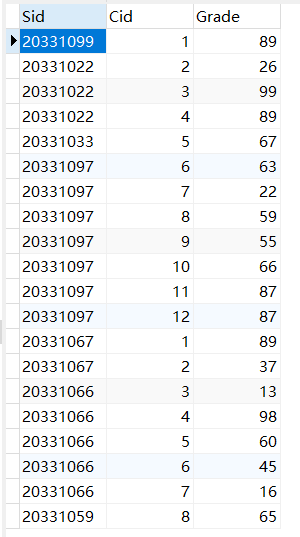 Sid Cid Grade
20331099 1 89
20331022 2 26
20331022 3 99
20331022 4 89
20331033 5 67
20331097 6 63
20331097 7 22
20331097 8 59
20331097 9 55
20331097 10 66
20331097 11 87
20331097 12 87
20331067 1 89
20331067 2 37
20331066 3 13
20331066 4 98
20331066 5 60
20331066 6 45
20331066 7 16
20331059 8 65